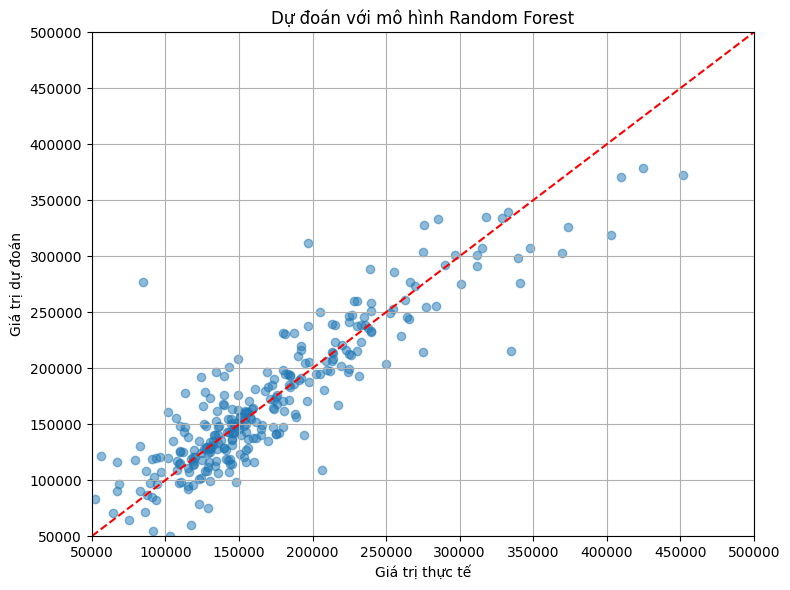 Dự đoán với mô hình Random Forest
500000
450000
400000
350000
300000
250000
200000
150000
100000
50000
Giá trị dự đoán
50000 100000 150000 200000 250000 300000 350000 400000 450000 500000
Giá trị thực tế